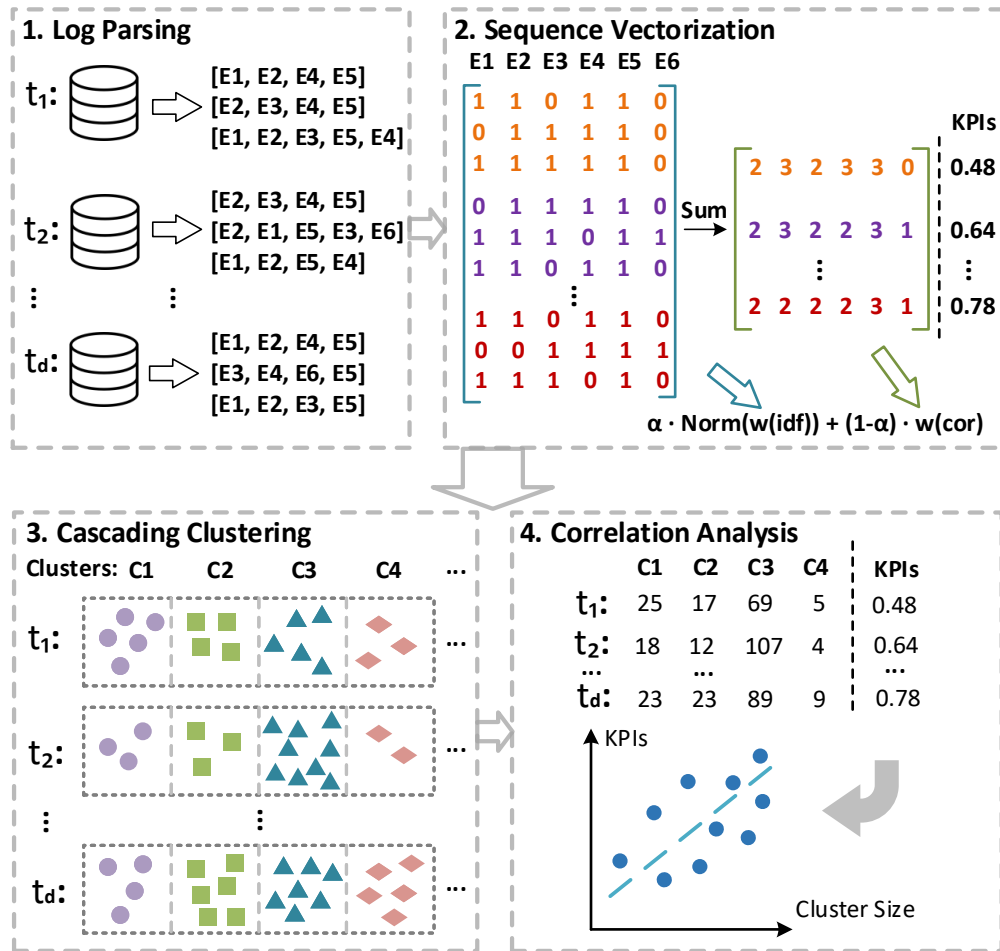 1. Log Parsing
t1:
[E1, E2, E4, E5]
[E2, E3, E4, E5]
[E1, E2, E3, E5, E4]
t2:
[E2, E3, E4, E5]
[E2, E1, E5, E3, E6]
[E1, E2, E5, E4]
... ...
td:
[E1, E2, E4, E5]
[E3, E4, E6, E5]
[E1, E2, E3, E5]
2. Sequence Vectorization
E1 E2 E3 E4 E5 E6
1 1 0 1 1 0
0 1 1 1 1 0
1 1 1 1 1 0
0 1 1 1 1 0
1 1 1 0 1 1
1 1 0 1 1 0
...
1 1 0 1 1 0
0 0 1 1 1 1
1 1 1 0 1 0
Sum
KPIs
2 3 2 3 3 0 0.48
2 3 2 2 3 1 0.64
... ...
2 2 2 2 3 1 0.78
α · Norm(w(idf)) + (1-α) · w(cor)
3. Cascading Clustering
Clusters: C1 C2 C3 C4 ...
t1: ...
t2: ...
... ...
td: ...
4. Correlation Analysis
C1 C2 C3 C4 KPIs
t1: 25 17 69 5 0.48
t2: 18 12 107 4 0.64
... ... ...
td: 23 23 89 9 0.78
KPIs
Cluster Size